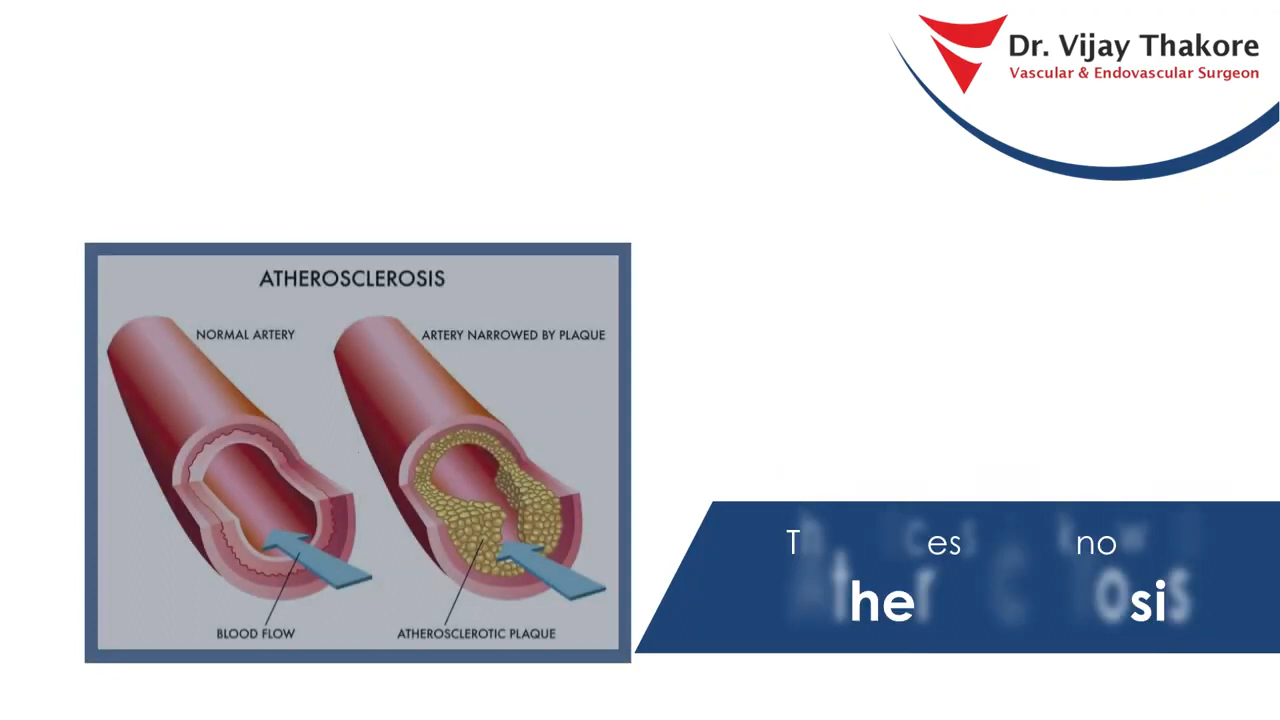 Dr. Vijay Thakore
Vascular & Endovascular Surgeon
ATHEROSCLEROSIS
NORMAL ARTERY
ARTERY NARROWED BY PLAQUE
BLOOD FLOW
ATHEROSCLEROTIC PLAQUE